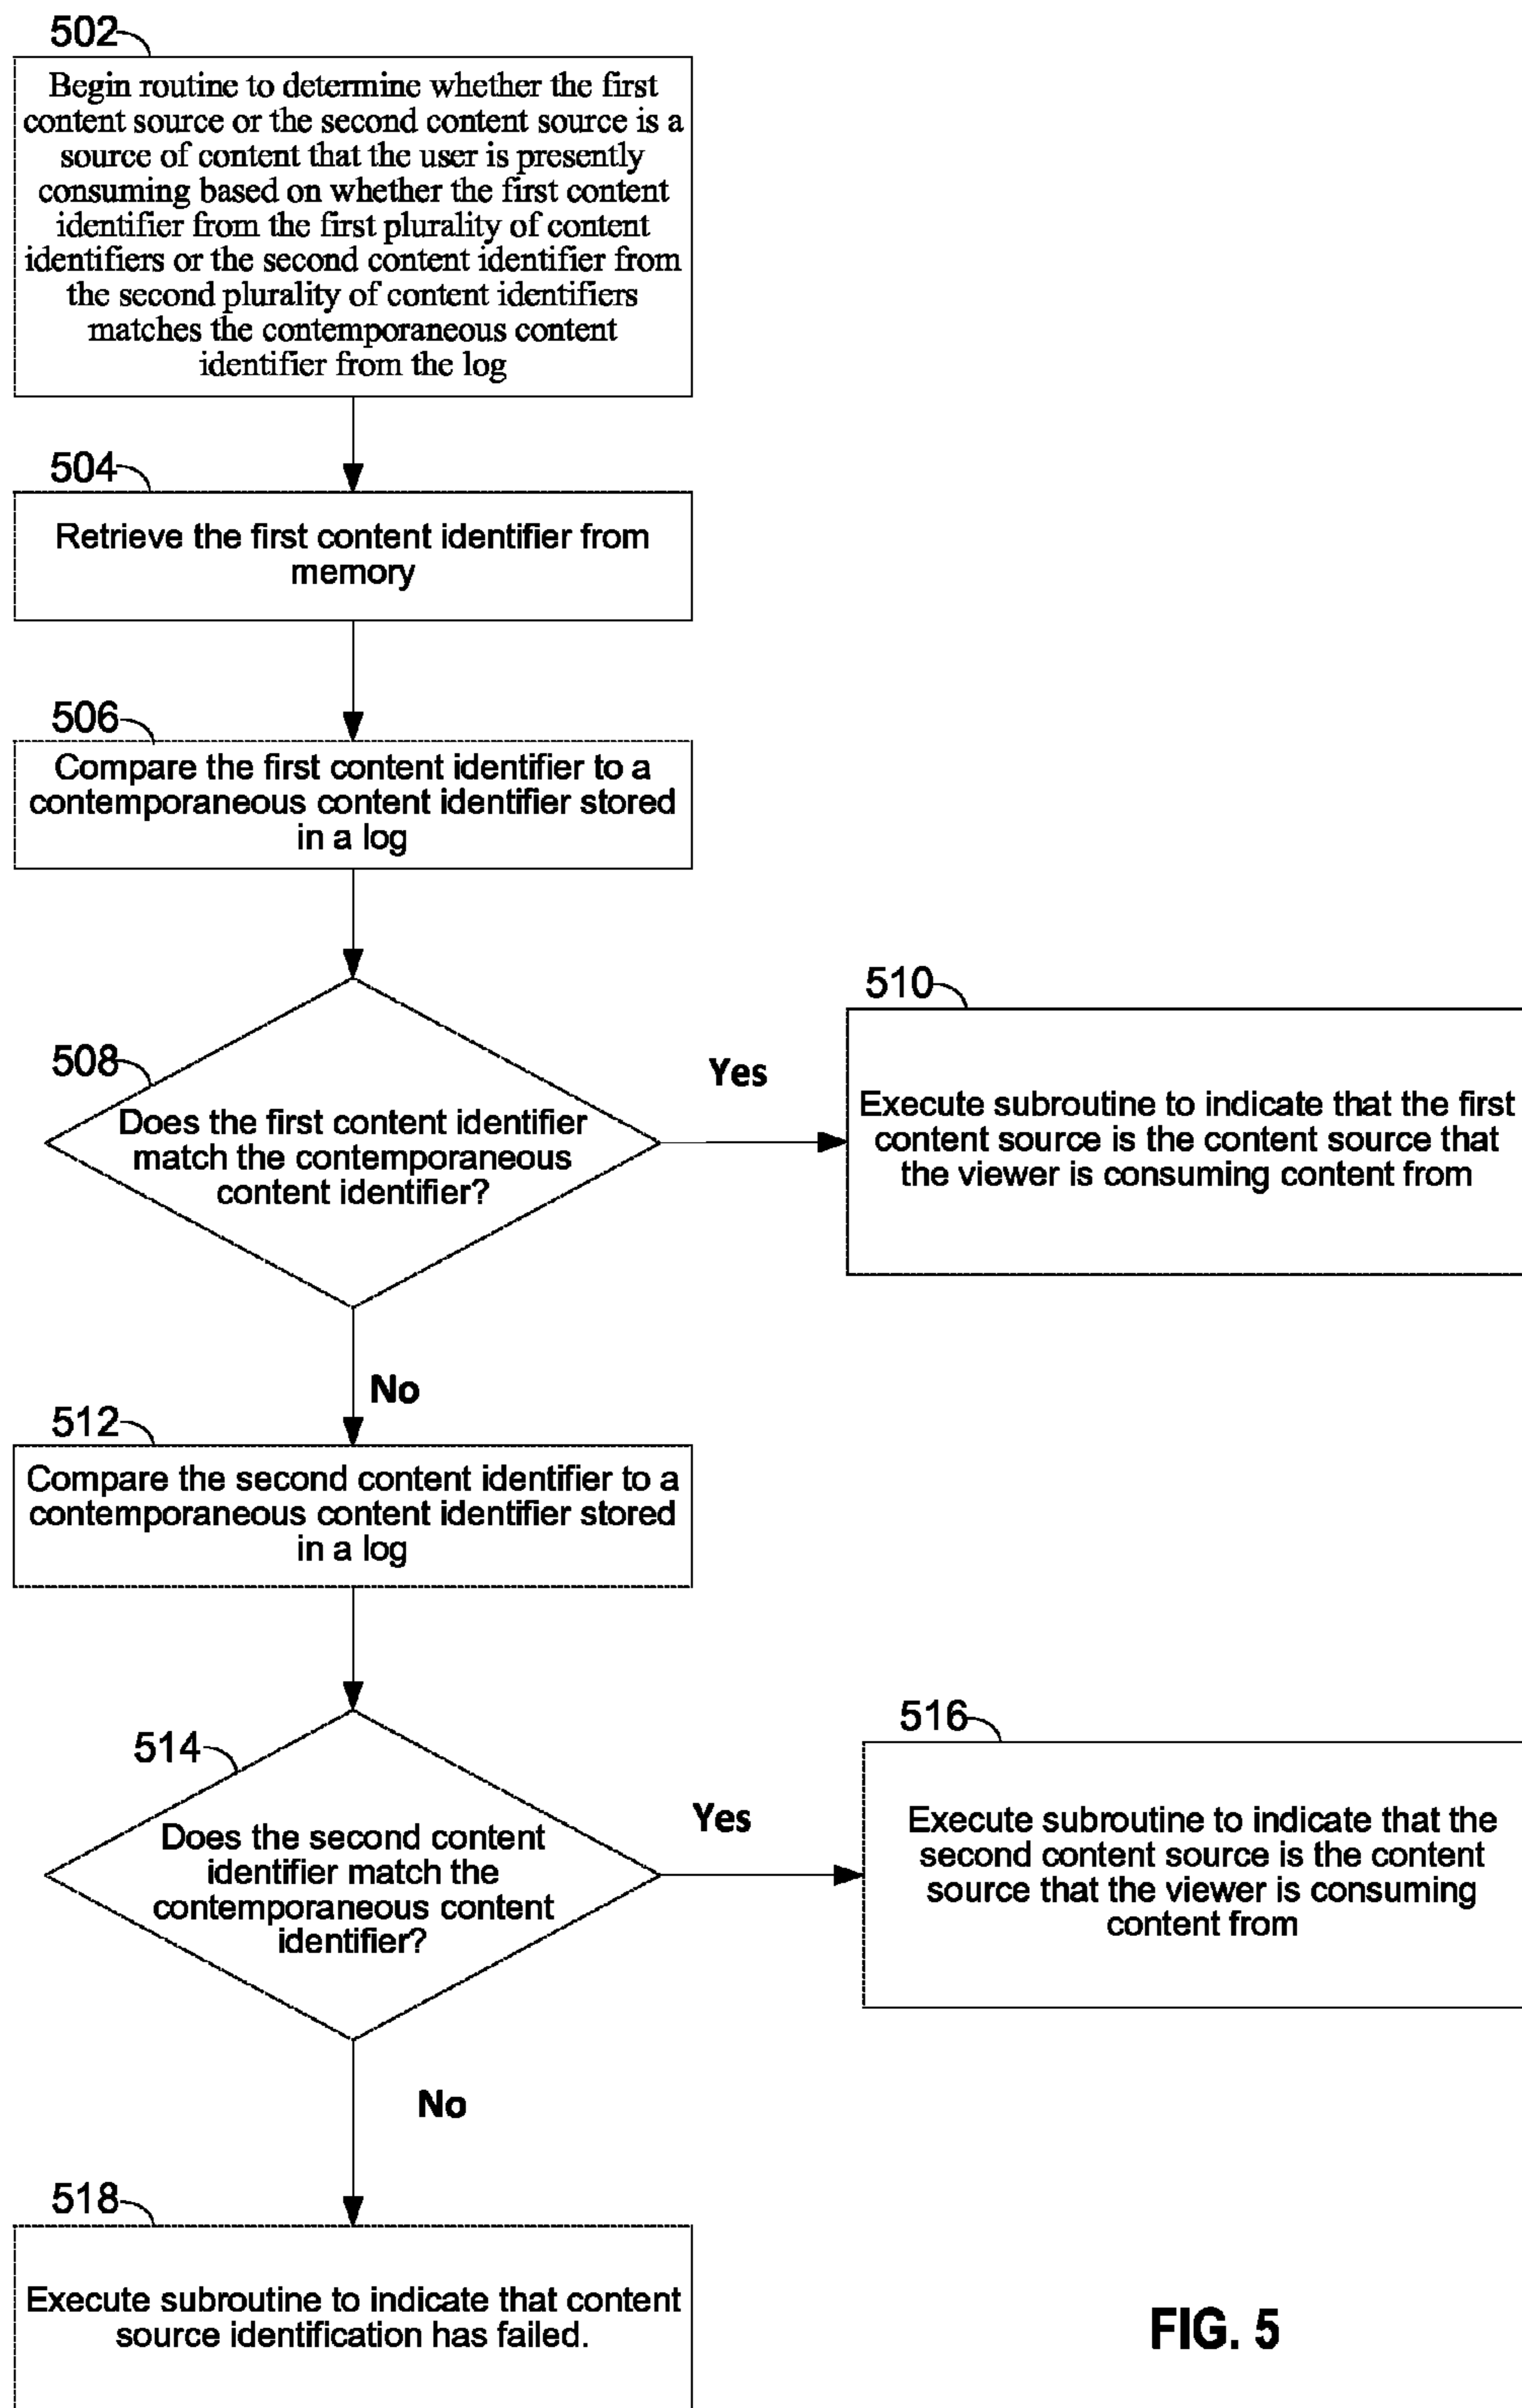 502
Begin routine to determine whether the first
content source or the second content source is a
source of content that the user is presently
consuming based on whether the first content
identifier from the first plurality of content
identifiers or the second content identifier from
the second plurality of content identifiers
matches the contemporaneous content
identifier from the log
504
Retrieve the first content identifier from
memory
506
Compare the first content identifier to a
contemporaneous content identifier stored
in a log
508
Does the first content identifier
match the contemporaneous
content identifier?
Yes
510
Execute subroutine to indicate that the first
content source is the content source that
the viewer is consuming content from
No
512
Compare the second content identifier to a
contemporaneous content identifier stored
in a log
514
Does the second content
identifier match the
contemporaneous content
identifier?
Yes
516
Execute subroutine to indicate that the
second content source is the content
source that the viewer is consuming
content from
No
518
Execute subroutine to indicate that content
source identification has failed.
FIG. 5